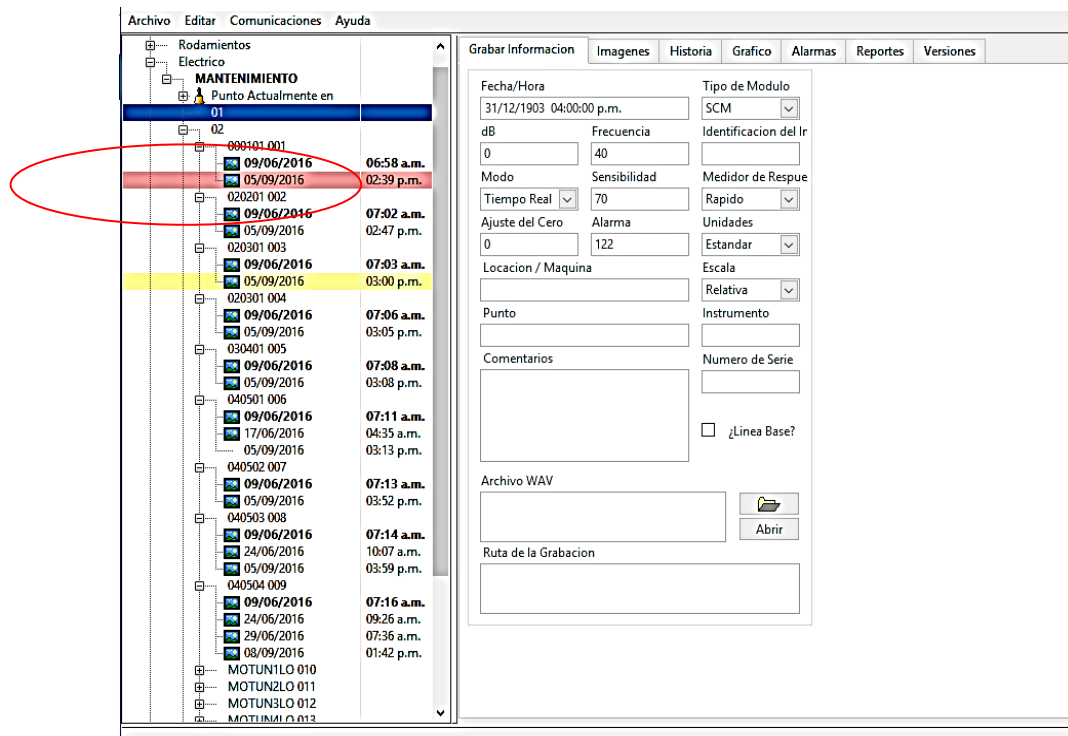 Archivo Editar Comunicaciones Ayuda
Rodamientos
Electrico
MANTENIMIENTO
Punto Actualmente en
01
02
000101 001
09/06/2016 06:58 a.m.
05/09/2016 02:39 p.m.
020201 002
09/06/2016 07:02 a.m.
05/09/2016 02:47 p.m.
020301 003
09/06/2016 07:03 a.m.
05/09/2016 03:00 p.m.
020301 004
09/06/2016 07:06 a.m.
05/09/2016 03:05 p.m.
030401 005
09/06/2016 07:08 a.m.
05/09/2016 03:08 p.m.
040501 006
09/06/2016 07:11 a.m.
17/06/2016 04:35 a.m.
05/09/2016 03:13 p.m.
040502 007
09/06/2016 07:13 a.m.
05/09/2016 03:52 p.m.
040503 008
09/06/2016 07:14 a.m.
24/06/2016 10:07 a.m.
05/09/2016 03:59 p.m.
040504 009
09/06/2016 07:16 a.m.
24/06/2016 09:26 a.m.
29/06/2016 07:36 a.m.
08/09/2016 01:42 p.m.
MOTUN1LO 010
MOTUN2LO 011
MOTUN3LO 012
MOTUN4LO 013
Grabar Informacion Imagenes Historia Grafico Alarmas Reportes Versiones
Fecha/Hora Tipo de Modulo
31/12/1903 04:00:00 p.m. SCM
dB Frecuencia Identificacion del Ir
0 40
Modo Sensibilidad Medidor de Respue
Tiempo Real 70 Rapido
Ajuste del Cero Alarma Unidades
0 122 Estandar
Locacion / Maquina Escala
Relativa
Punto Instrumento
Comentarios Numero de Serie
¿Linea Base?
Archivo WAV
Abrir
Ruta de la Grabacion